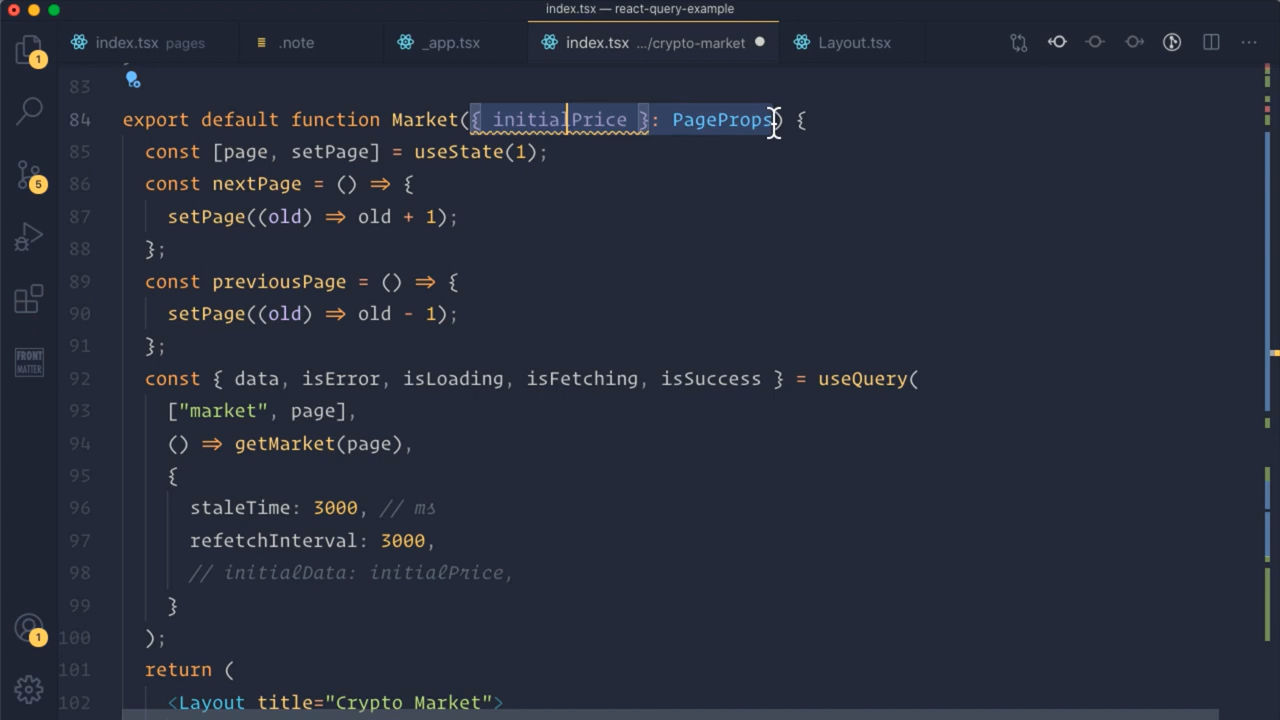 index.tsx — react-query-example
index.tsx pages
.note
_app.tsx
index.tsx .../crypto-market
Layout.tsx
1
5
FRONT
MATTER
1
83
84 export default function Market({ initialPrice }: PageProps) {
85 const [page, setPage] = useState(1);
86 const nextPage = () ⇒ {
87 setPage((old) ⇒ old + 1);
88 };
89 const previousPage = () ⇒ {
90 setPage((old) ⇒ old - 1);
91 };
92 const { data, isError, isLoading, isFetching, isSuccess } = useQuery(
93 ["market", page],
94 () ⇒ getMarket(page),
95 {
96 staleTime: 3000, // ms
97 refetchInterval: 3000,
98 // initialData: initialPrice,
99 }
100 );
101 return (
102 <Layout title="Crypto Market">